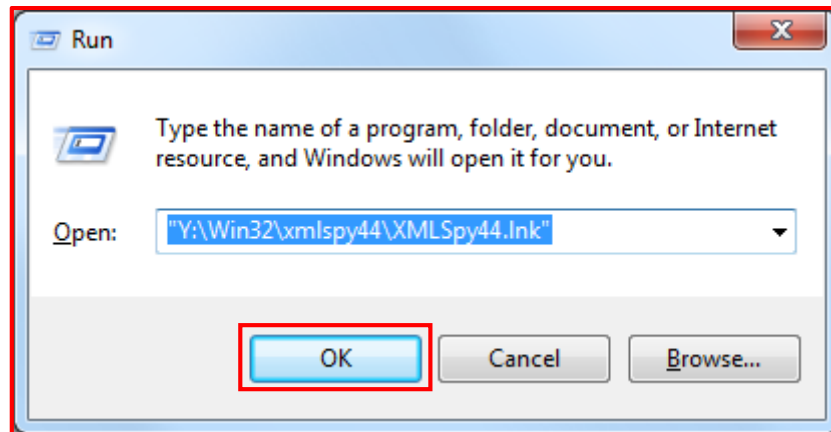 Run
Type the name of a program, folder, document, or Internet
resource, and Windows will open it for you.
Open:
"Y:\Win32\xmlspy44\XMLSpy44.lnk"
OK
Cancel
Browse...